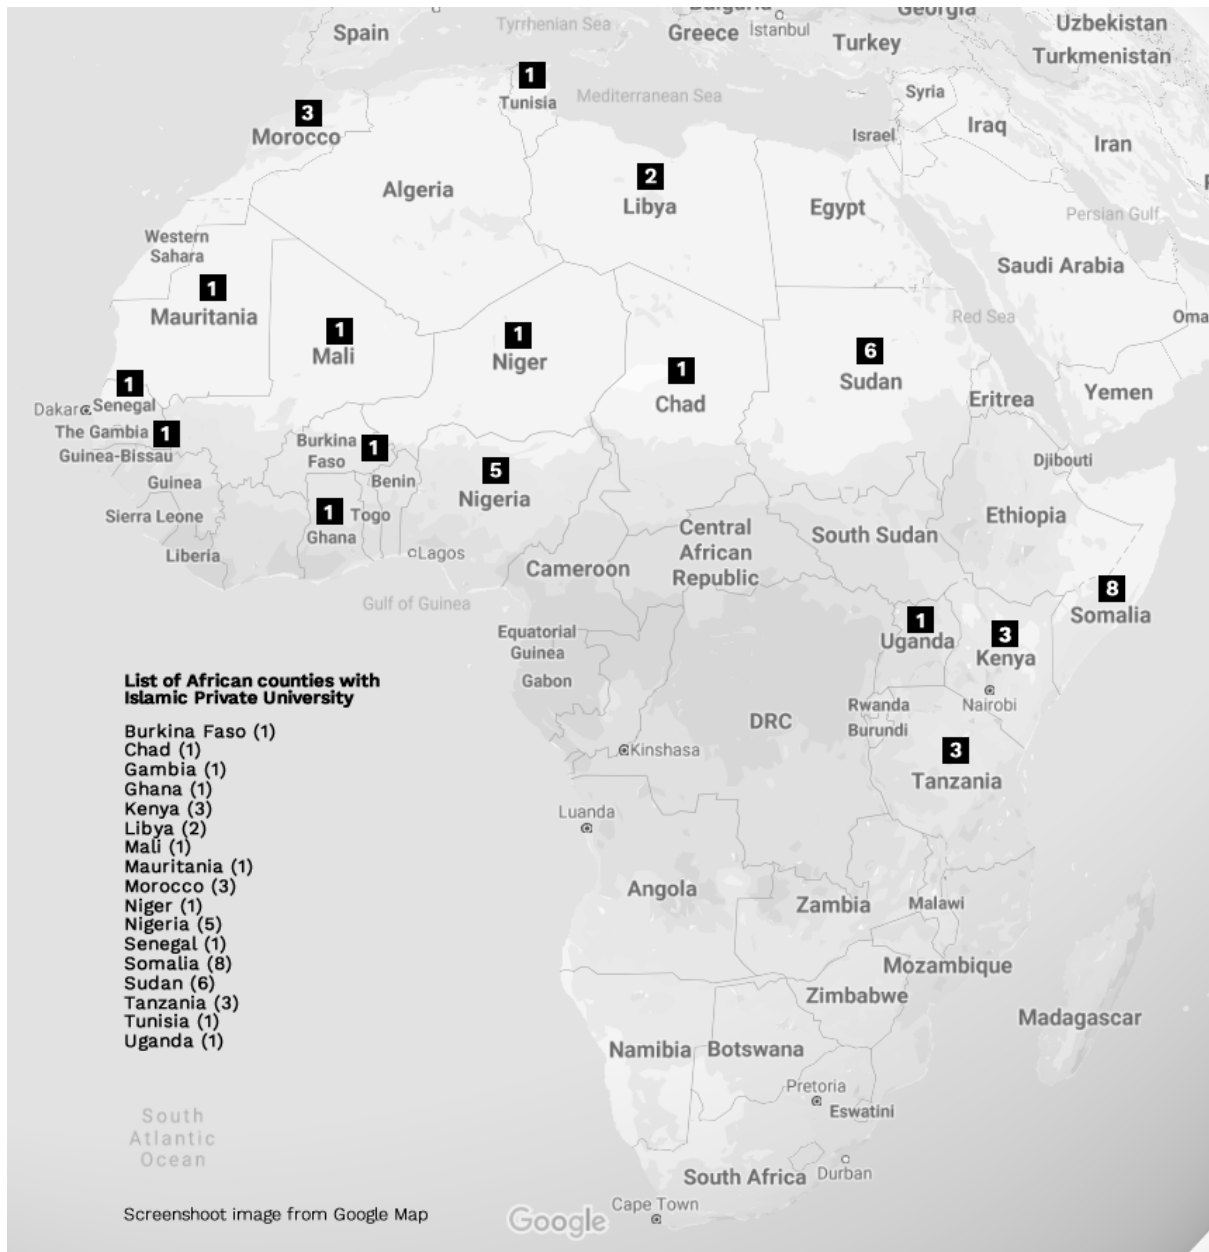 Georgia
Uzbekistan
Spain
Tyrrhenian Sea
Greece
İstanbul
Turkey
Turkmenistan
1
Tunisia
Mediterranean Sea
Syria
3
Morocco
Israel
Iraq
Iran
Algeria
2
Libya
Egypt
Persian Gulf
Western
Sahara
Saudi Arabia
1
Mauritania
1
Mali
1
Niger
1
Chad
6
Sudan
Red Sea
Oma
1
Dakar
Senegal
Eritrea
Yemen
The Gambia
1
Guinea-Bissau
Guinea
Burkina
Faso
1
Benin
5
Nigeria
Djibouti
Sierra Leone
1
Ghana
Togo
Liberia
Lagos
Central
African
Republic
South Sudan
Ethiopia
Cameroon
Gulf of Guinea
8
Somalia
1
Uganda
3
Kenya
Equatorial
Guinea
Gabon
Nairobi
Rwanda
Burundi
DRC
Kinshasa
3
Tanzania
List of African counties with
Islamic Private University
Burkina Faso (1)
Chad (1)
Gambia (1)
Ghana (1)
Kenya (3)
Libya (2)
Mali (1)
Mauritania (1)
Morocco (3)
Niger (1)
Nigeria (5)
Senegal (1)
Somalia (8)
Sudan (6)
Tanzania (3)
Tunisia (1)
Uganda (1)
Luanda
Angola
Zambia
Malawi
Mozambique
Zimbabwe
Madagascar
Namibia
Botswana
Pretoria
Eswatini
South
Atlantic
Ocean
South Africa
Durban
Cape Town
Screenshoot image from Google Map
Google